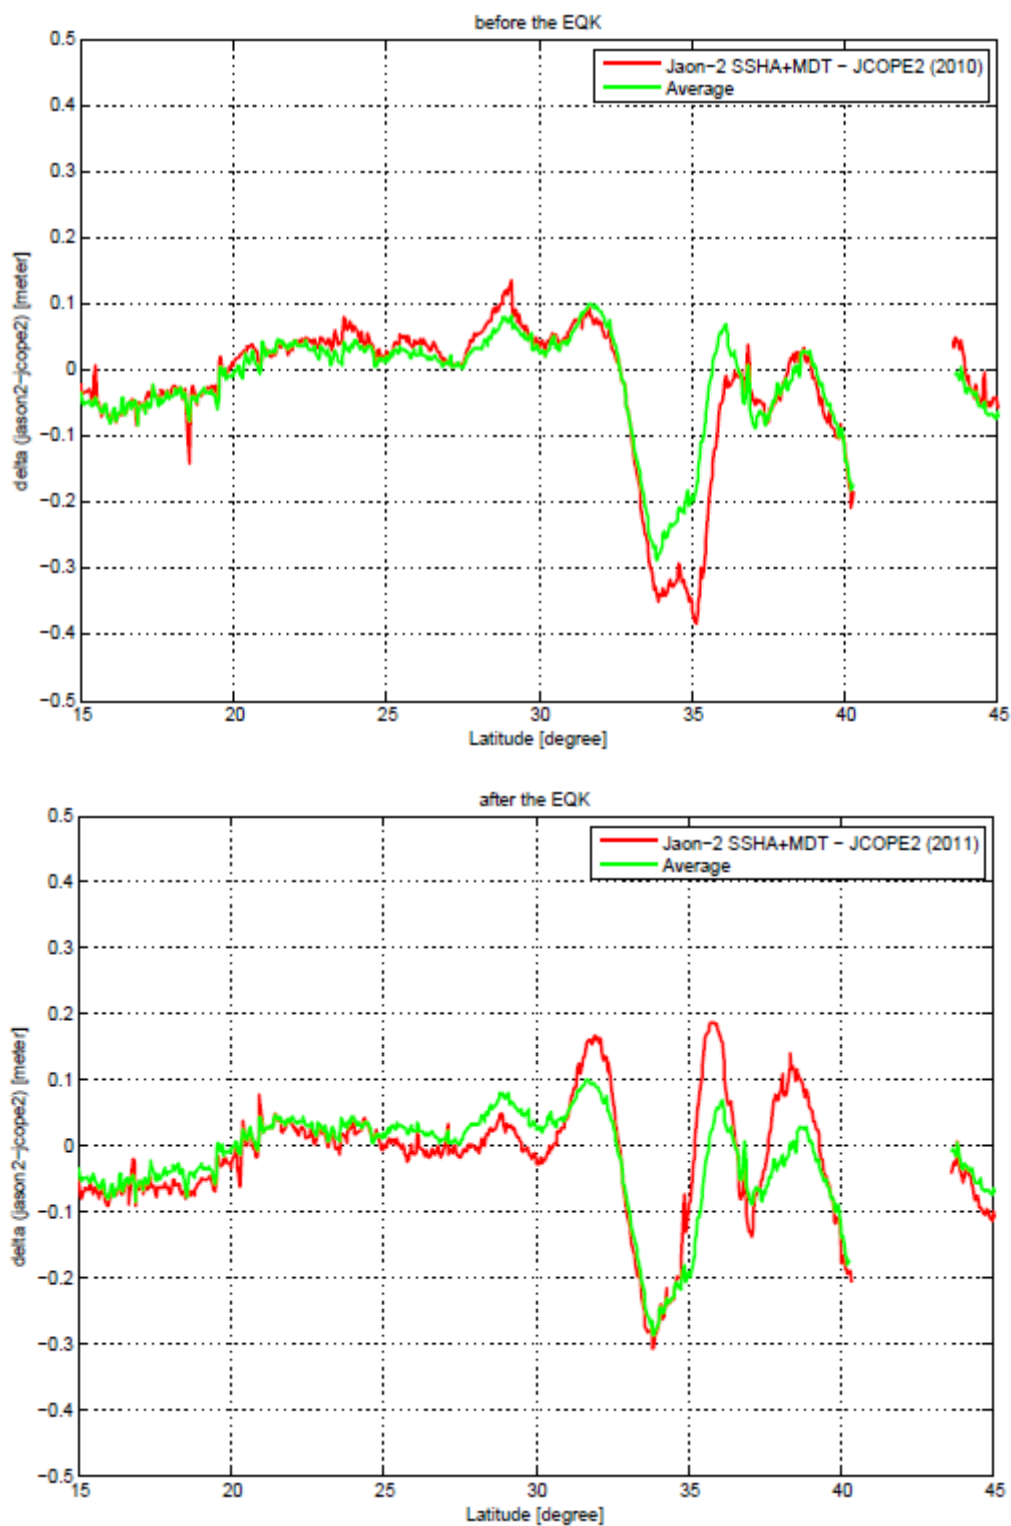 before the EQK
0.5
0.4
0.3
0.2
0.1
0
−0.1
−0.2
−0.3
−0.4
−0.5
delta (jason2−jcope2) [meter]
Jaon−2 SSHA+MDT − JCOPE2 (2010)
Average
15 20 25 30 35 40 45
Latitude [degree]
after the EQK
0.5
0.4
0.3
0.2
0.1
0
−0.1
−0.2
−0.3
−0.4
−0.5
delta (jason2−jcope2) [meter]
Jaon−2 SSHA+MDT − JCOPE2 (2011)
Average
15 20 25 30 35 40 45
Latitude [degree]